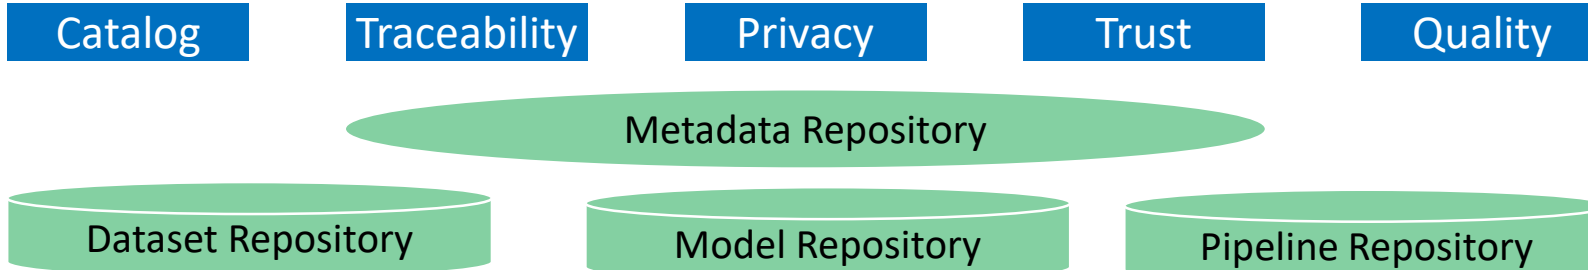 Catalog
Traceability
Privacy
Trust
Quality
Metadata Repository
Dataset Repository
Model Repository
Pipeline Repository